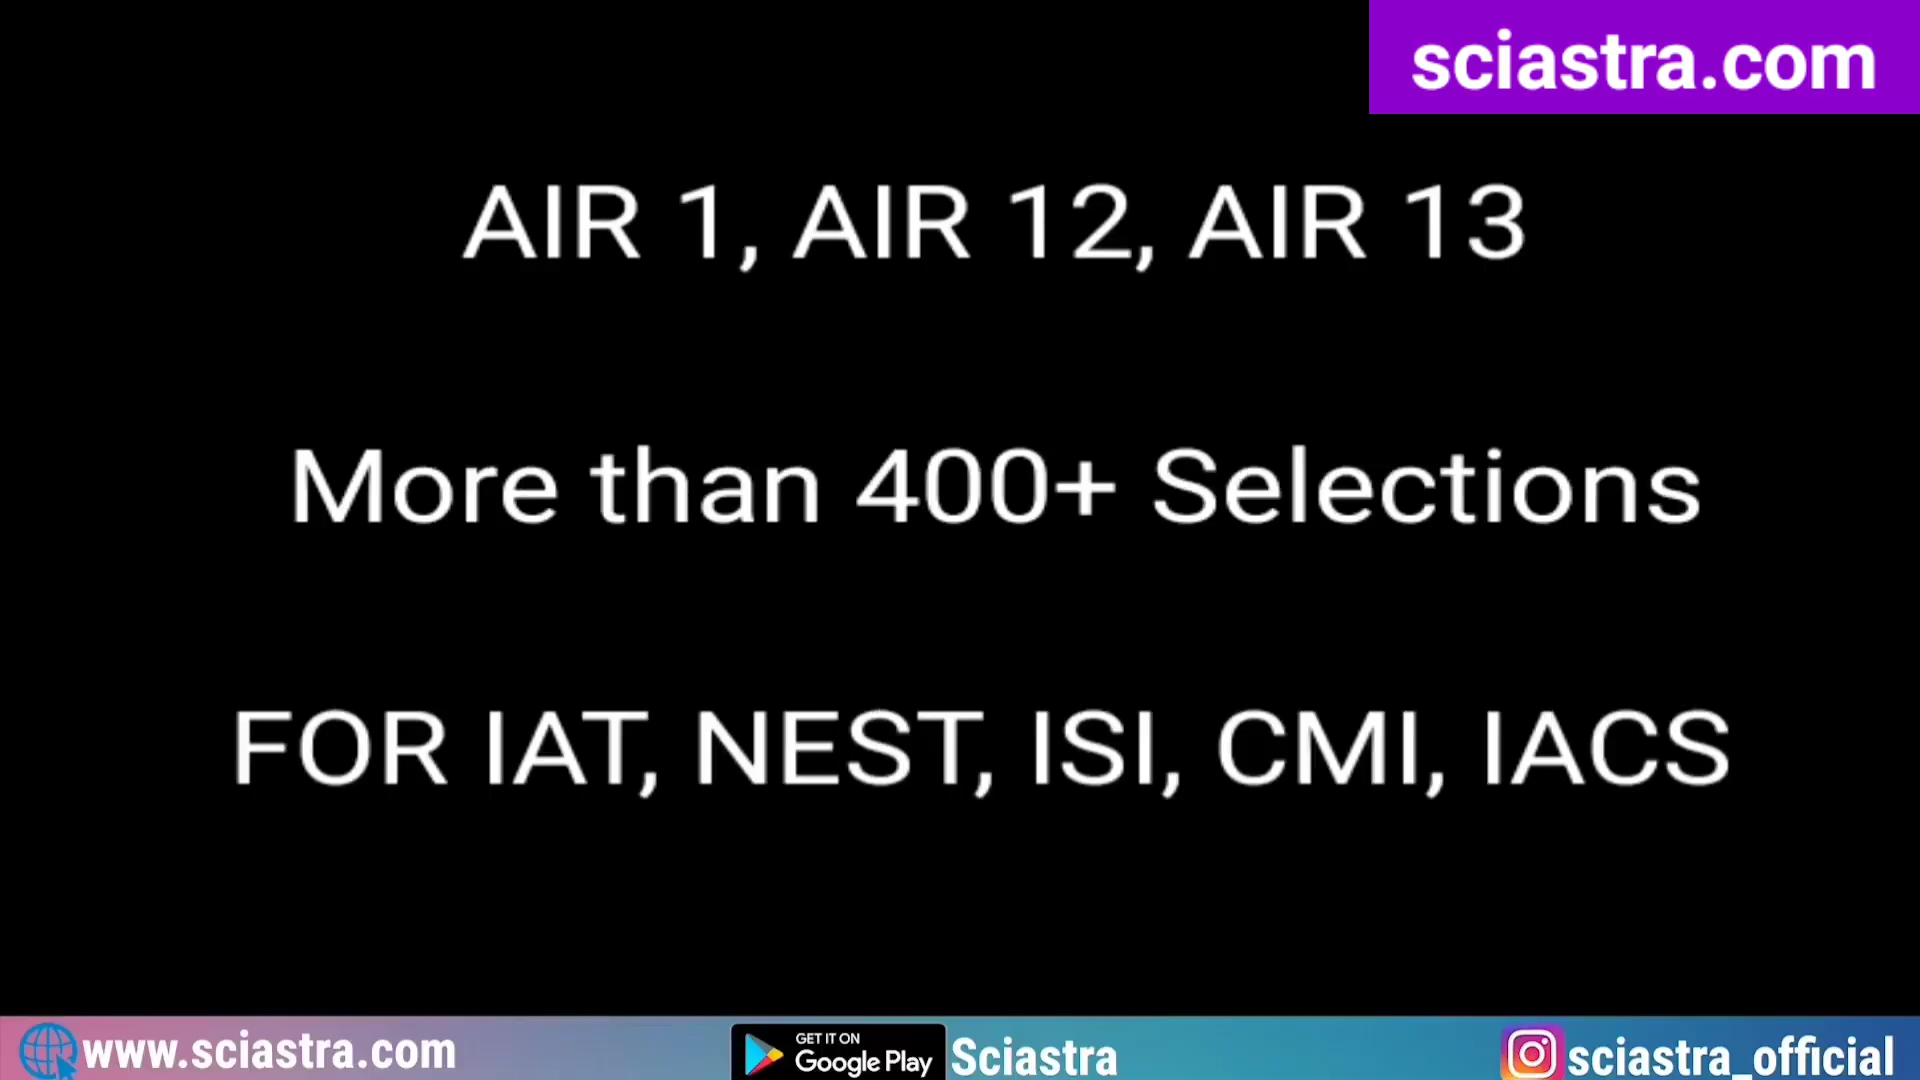 sciastra.com
AIR 1, AIR 12, AIR 13
More than 400+ Selections
FOR IAT, NEST, ISI, CMI, IACS
www.sciastra.com
GET IT ON
Google Play
Sciastra
sciastra_official